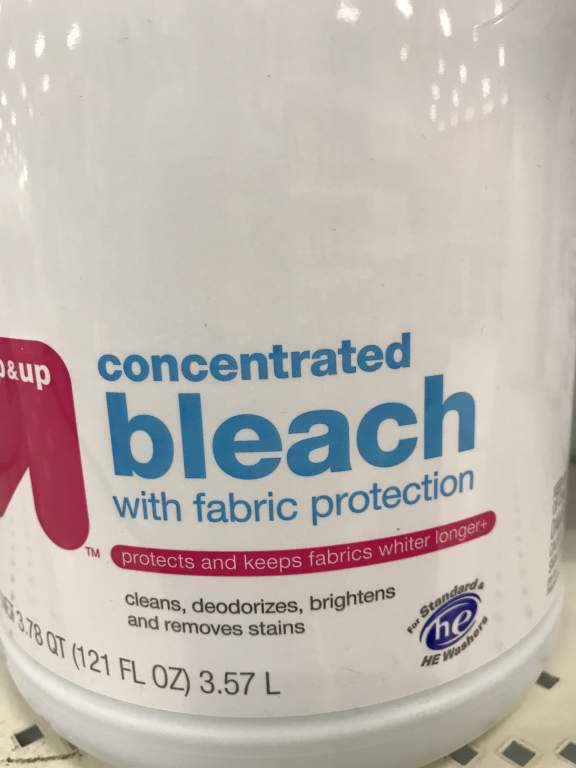 &up
concentrated
bleach
with fabric protection
™
protects and keeps fabrics whiter longer+
cleans, deodorizes, brightens
and removes stains
For Standard &
he
HE Washers
3.78 QT (121 FL OZ) 3.57 L